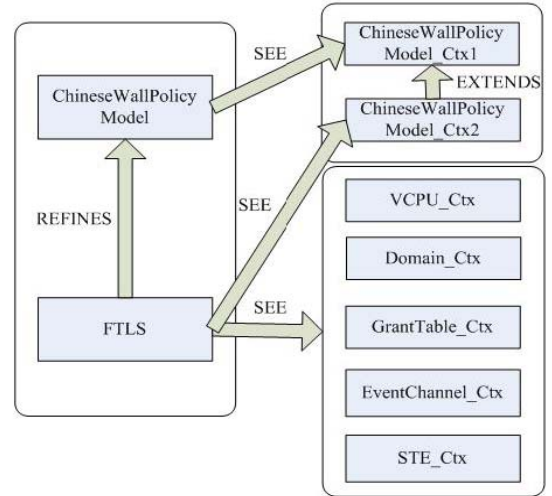 ChineseWallPolicy
Model
REFINES
FTLS
SEE
SEE
SEE
ChineseWallPolicy
Model_Ctx1
EXTENDS
ChineseWallPolicy
Model_Ctx2
VCPU_Ctx
Domain_Ctx
GrantTable_Ctx
EventChannel_Ctx
STE_Ctx